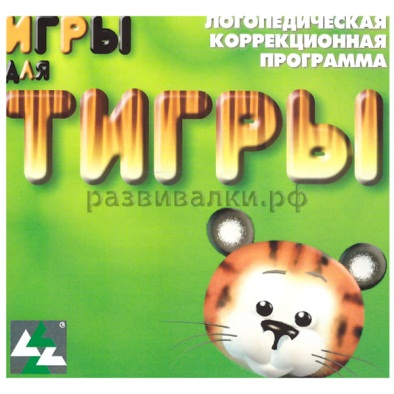 ИГРЫ
ДЛЯ
ТИГРЫ
ЛОГОПЕДИЧЕСКАЯ
КОРРЕКЦИОННАЯ
ПРОГРАММА
развивалки.рф
®